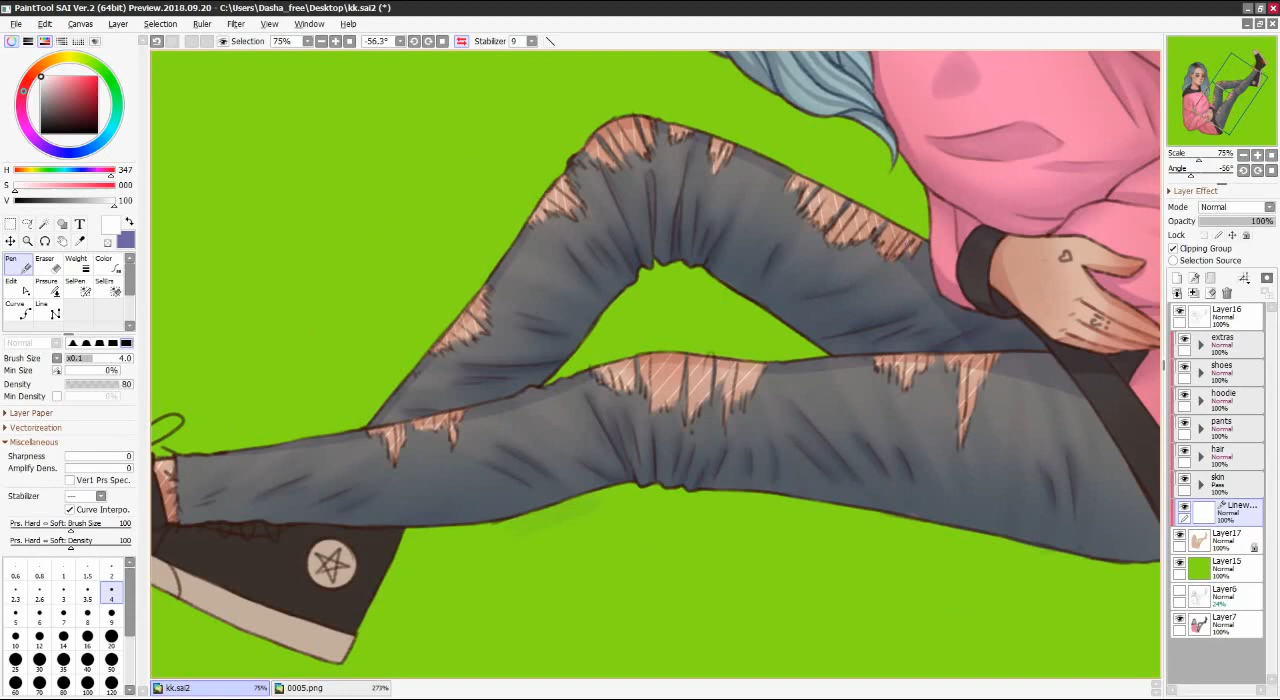 PaintTool SAI Ver.2 (64bit) Preview.2018.09.20 - C:\Users\Dasha_free\Desktop\kk.sai2 (*)
File Edit Canvas Layer Selection Ruler Filter View Window Help
Selection 75% -56.3° Stabilizer 9
H 347
S 000
V 100
T
Pen Eraser Weight Color
Edit Prssure SelPen SelErs
Curve Line
Normal
Brush Size x0.1 4.0
Min Size 0%
Density 80
Min Density 0%
Layer Paper
Vectorization
Miscellaneous
Sharpness 0
Amplify Dens. 0
Ver1 Prs Spec.
Stabilizer ---
Curve Interpo.
Prs. Hard ⇔ Soft: Brush Size 100
Prs. Hard ⇔ Soft: Density 100
0.6 0.8 1 1.5 2
2.3 2.6 3 3.5 4
5 6 7 8 9
10 12 14 16 20
25 30 35 40 50
60 70 80 100 120
kk.sai2 75% 0005.png 273%
Scale 75%
Angle -56°
Layer Effect
Mode Normal
Opacity 100%
Lock
Clipping Group
Selection Source
Layer16
Normal
100%
extras
Normal
100%
shoes
Normal
100%
hoodie
Normal
100%
pants
Normal
100%
hair
Normal
100%
skin
Pass
100%
Linew...
Normal
100%
Layer17
Normal
100%
Layer15
Normal
100%
Layer6
Normal
24%
Layer7
Normal
100%